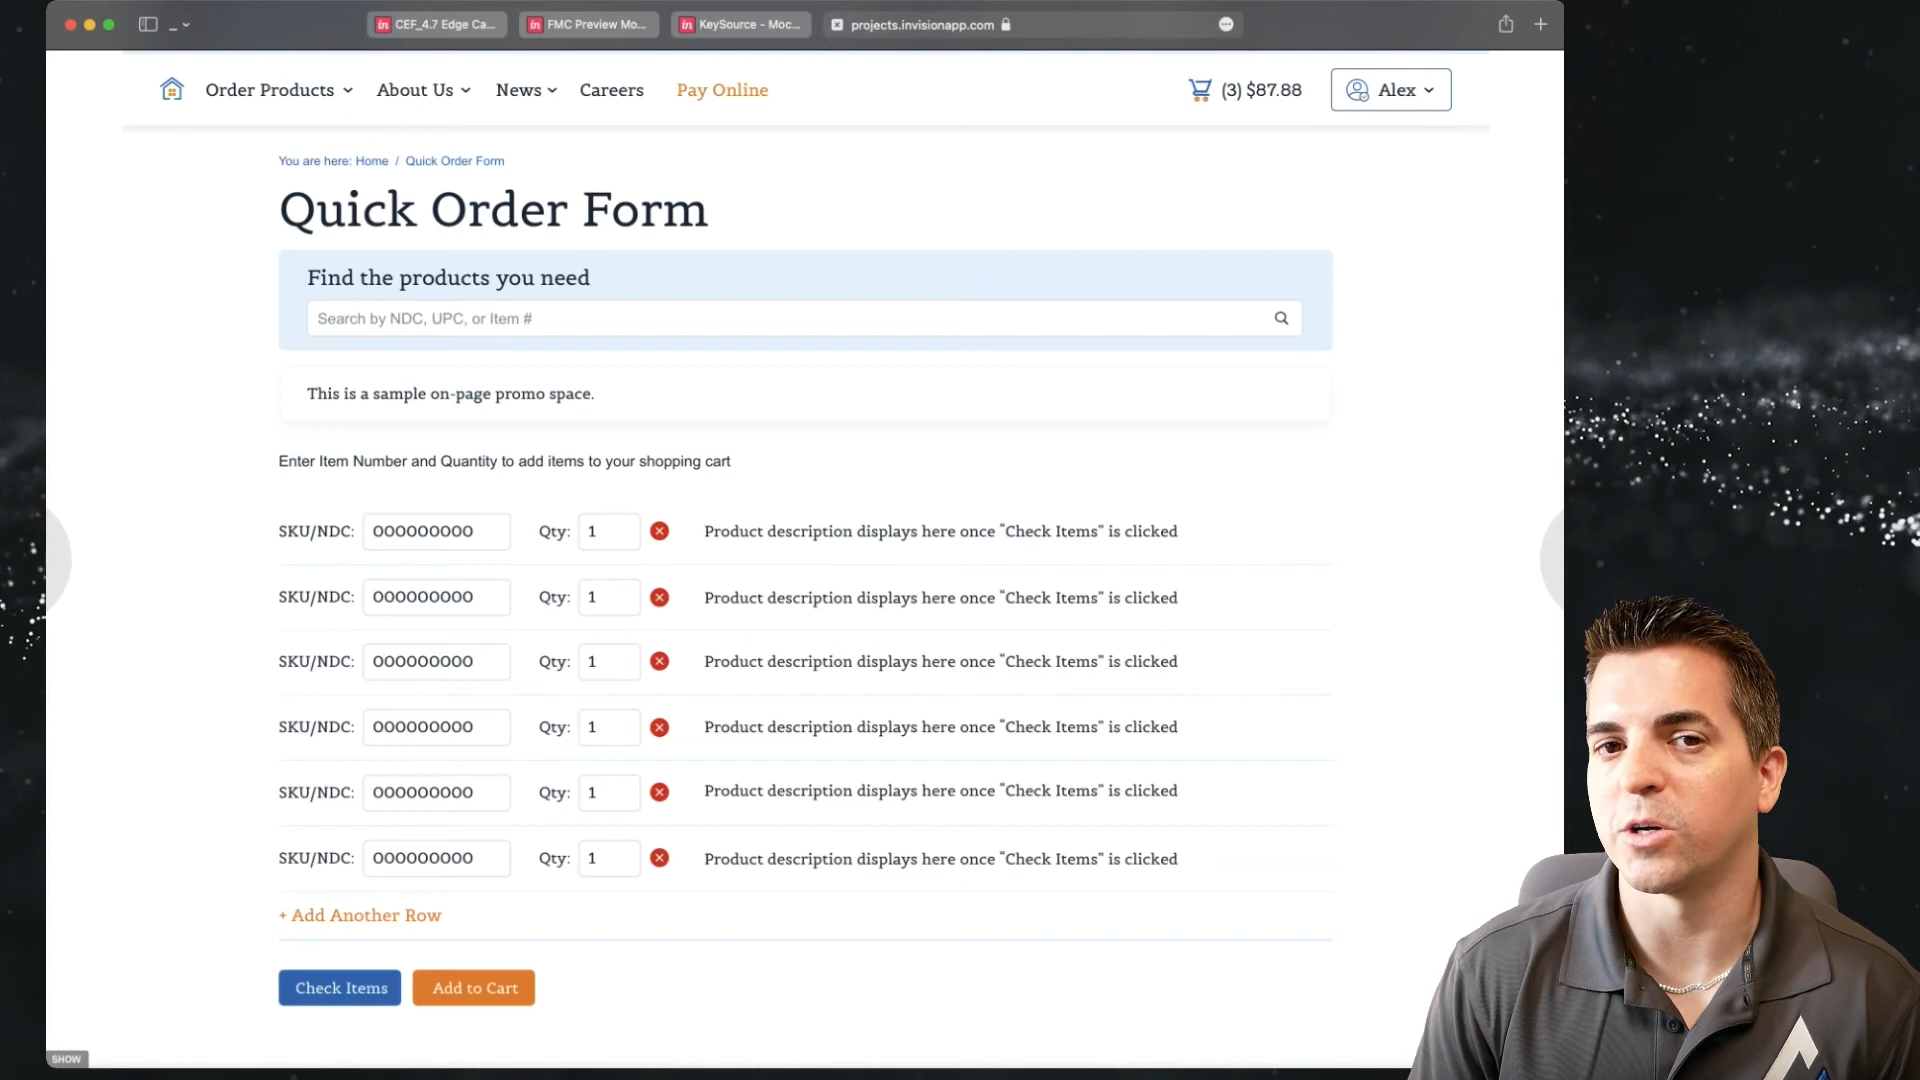 CEF_4.7 Edge Ca...
FMC Preview Mo...
KeySource - Moc...
projects.invisionapp.com
Order Products
About Us
News
Careers
Pay Online
(3) $87.88
Alex
You are here: Home / Quick Order Form
Quick Order Form
Find the products you need
Search by NDC, UPC, or Item #
This is a sample on-page promo space.
Enter Item Number and Quantity to add items to your shopping cart
SKU/NDC: 000000000 Qty: 1 Product description displays here once “Check Items” is clicked
SKU/NDC: 000000000 Qty: 1 Product description displays here once “Check Items” is clicked
SKU/NDC: 000000000 Qty: 1 Product description displays here once “Check Items” is clicked
SKU/NDC: 000000000 Qty: 1 Product description displays here once “Check Items” is clicked
SKU/NDC: 000000000 Qty: 1 Product description displays here once “Check Items” is clicked
SKU/NDC: 000000000 Qty: 1 Product description displays here once “Check Items” is clicked
+ Add Another Row
Check Items
Add to Cart
SHOW